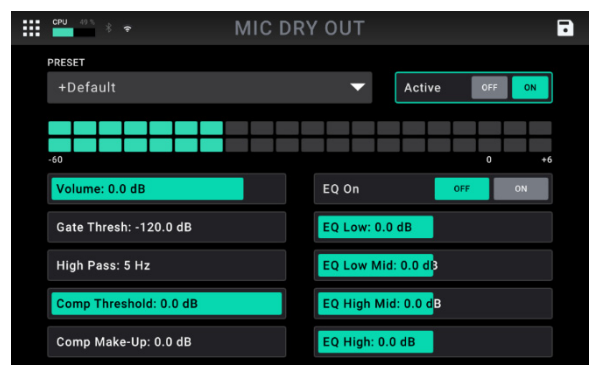 CPU 49 %
MIC DRY OUT
PRESET
+Default
Active OFF ON
-60 0 +6
Volume: 0.0 dB
EQ On OFF ON
Gate Thresh: -120.0 dB
EQ Low: 0.0 dB
High Pass: 5 Hz
EQ Low Mid: 0.0 dB
Comp Threshold: 0.0 dB
EQ High Mid: 0.0 dB
Comp Make-Up: 0.0 dB
EQ High: 0.0 dB